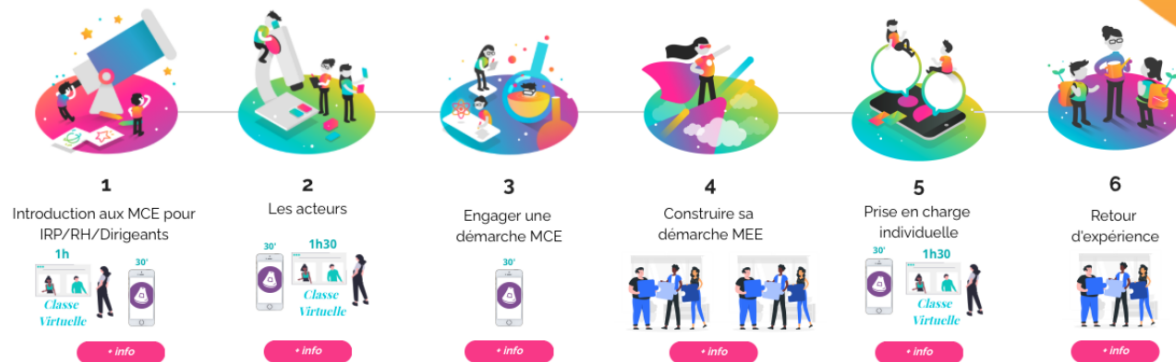 1
Introduction aux MCE pour
IRP/RH/Dirigeants
1h
30'
Classe
Virtuelle
+ info
2
Les acteurs
30'
1h30
Classe
Virtuelle
+ info
3
Engager une
démarche MCE
30'
+ info
4
Construire sa
démarche MEE
+ info
5
Prise en charge
individuelle
30'
1h30
Classe
Virtuelle
+ info
6
Retour
d'expérience
+ info